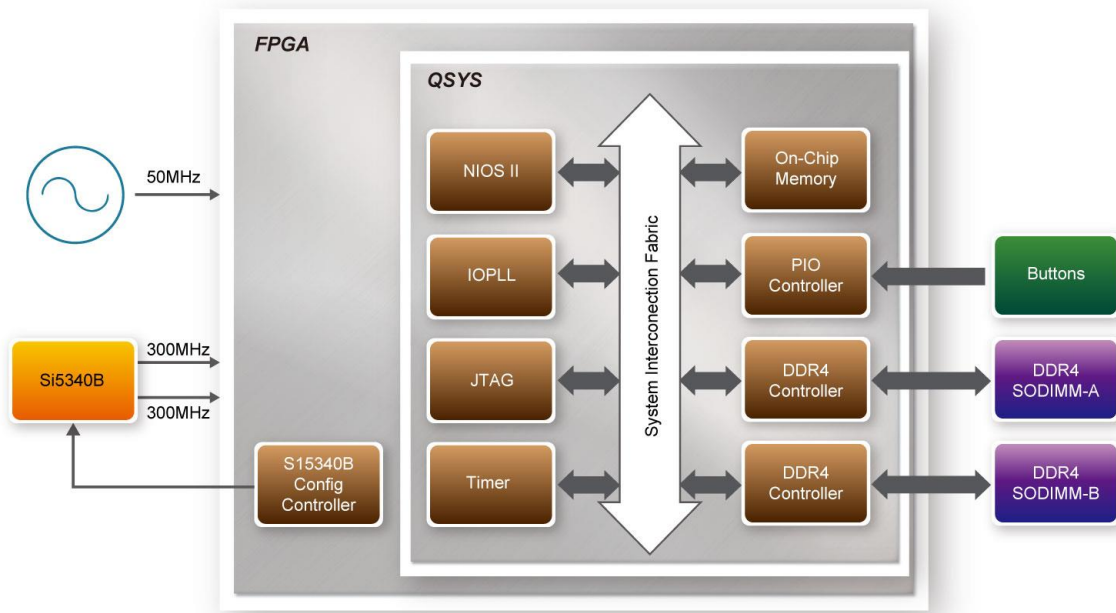 FPGA
QSYS
50MHz
NIOS II
On-Chip
Memory
System Interconection Fabric
IOPLL
PIO
Controller
Buttons
300MHz
Si5340B
300MHz
JTAG
DDR4
Controller
DDR4
SODIMM-A
S15340B
Config
Controller
Timer
DDR4
Controller
DDR4
SODIMM-B